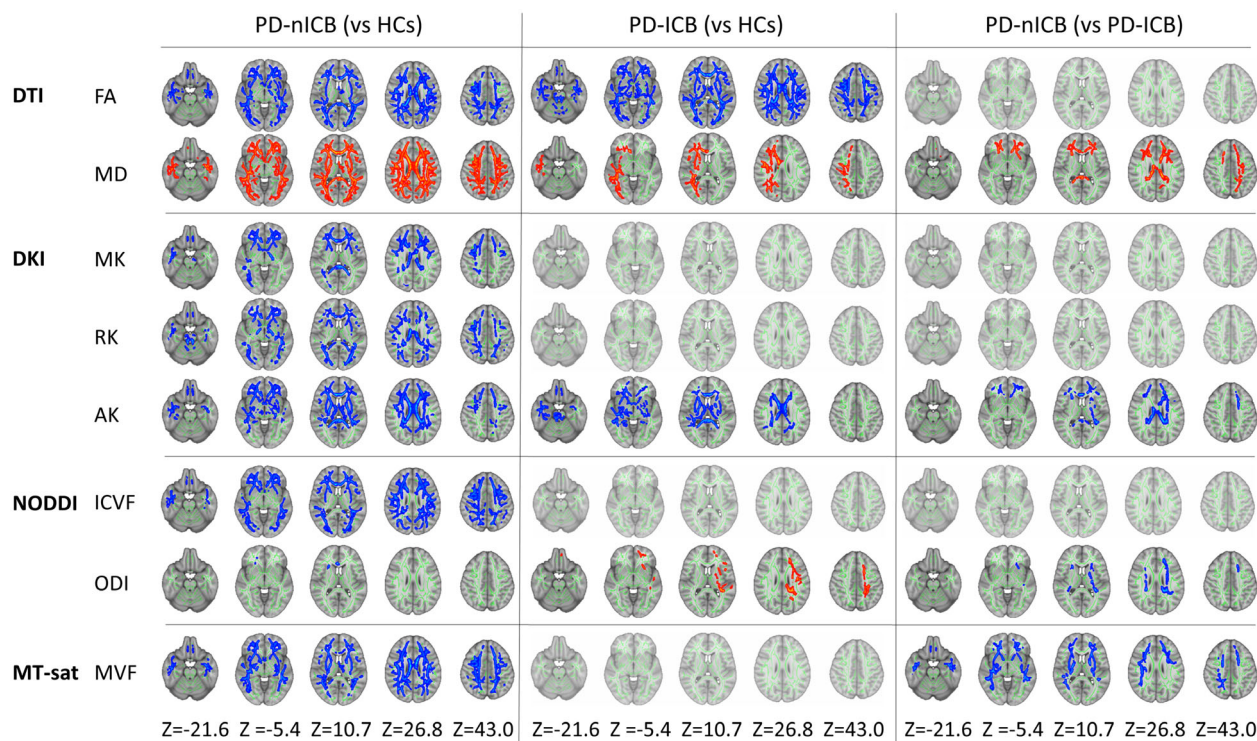 PD-nICB (vs HCs) PD-ICB (vs HCs) PD-nICB (vs PD-ICB)
DTI FA
MD
DKI MK
RK
AK
NODDI ICVF
ODI
MT-sat MVF
Z=-21.6 Z =-5.4 Z=10.7 Z=26.8 Z=43.0 Z=-21.6 Z =-5.4 Z=10.7 Z=26.8 Z=43.0 Z=-21.6 Z =-5.4 Z=10.7 Z=26.8 Z=43.0